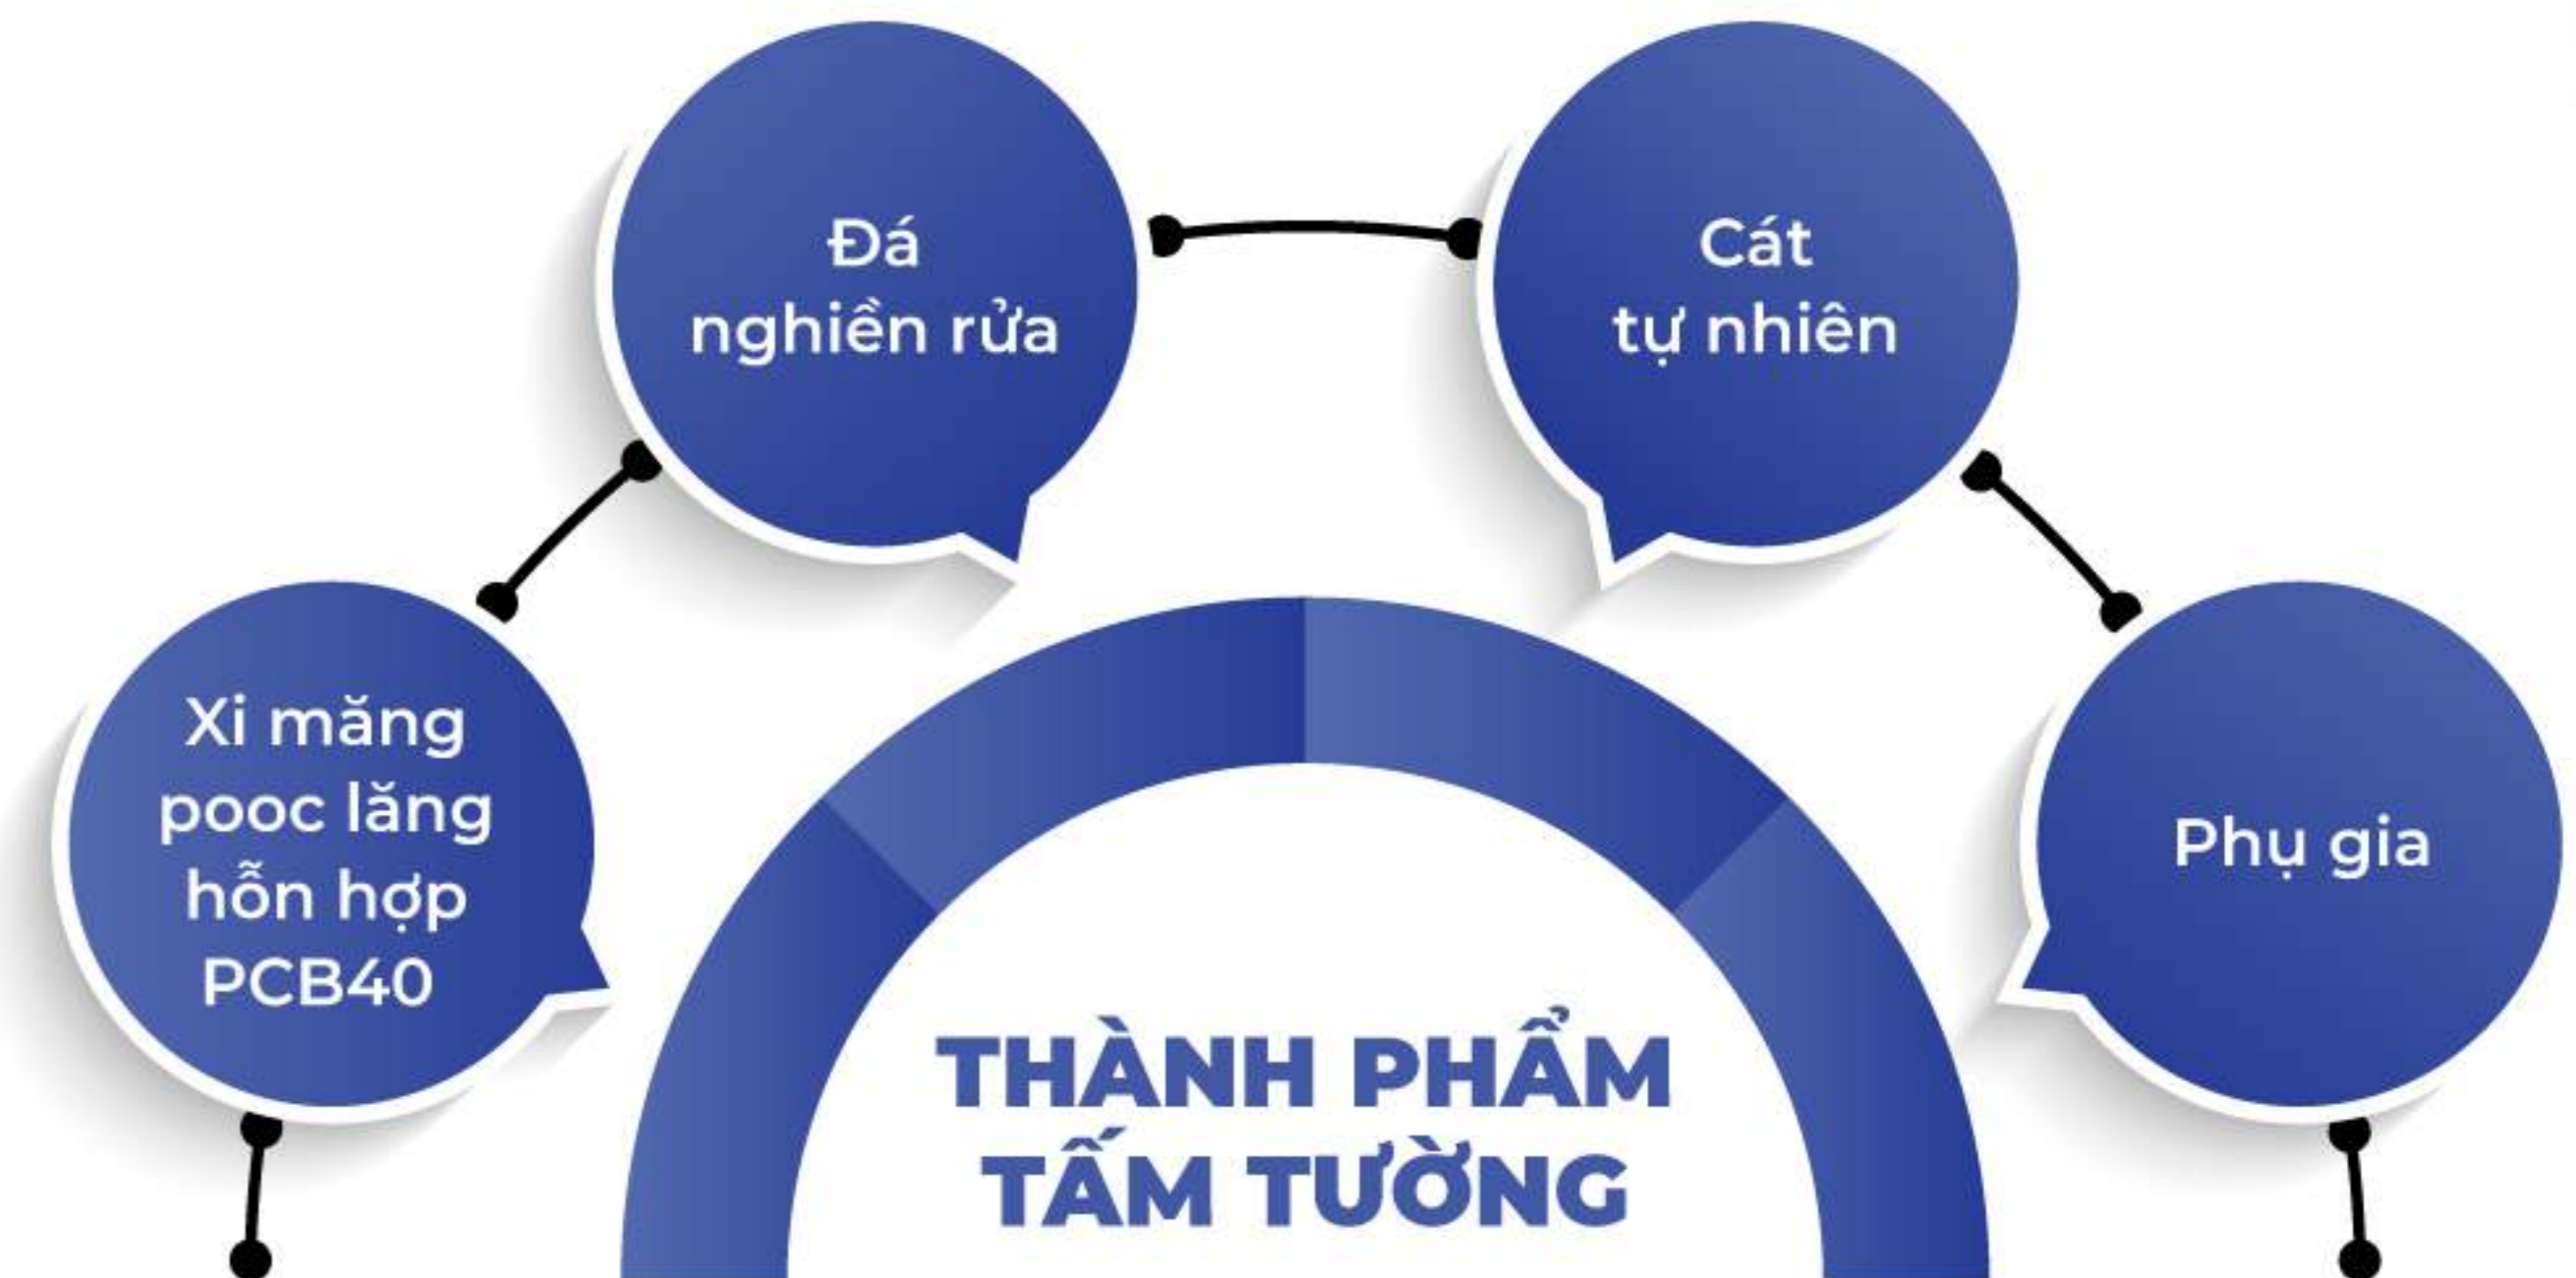 Đá
nghiền rửa
Cát
tự nhiên
Xi măng
pooc lăng
hỗn hợp
PCB40
Phụ gia
THÀNH PHẨM
TẤM TƯỜNG